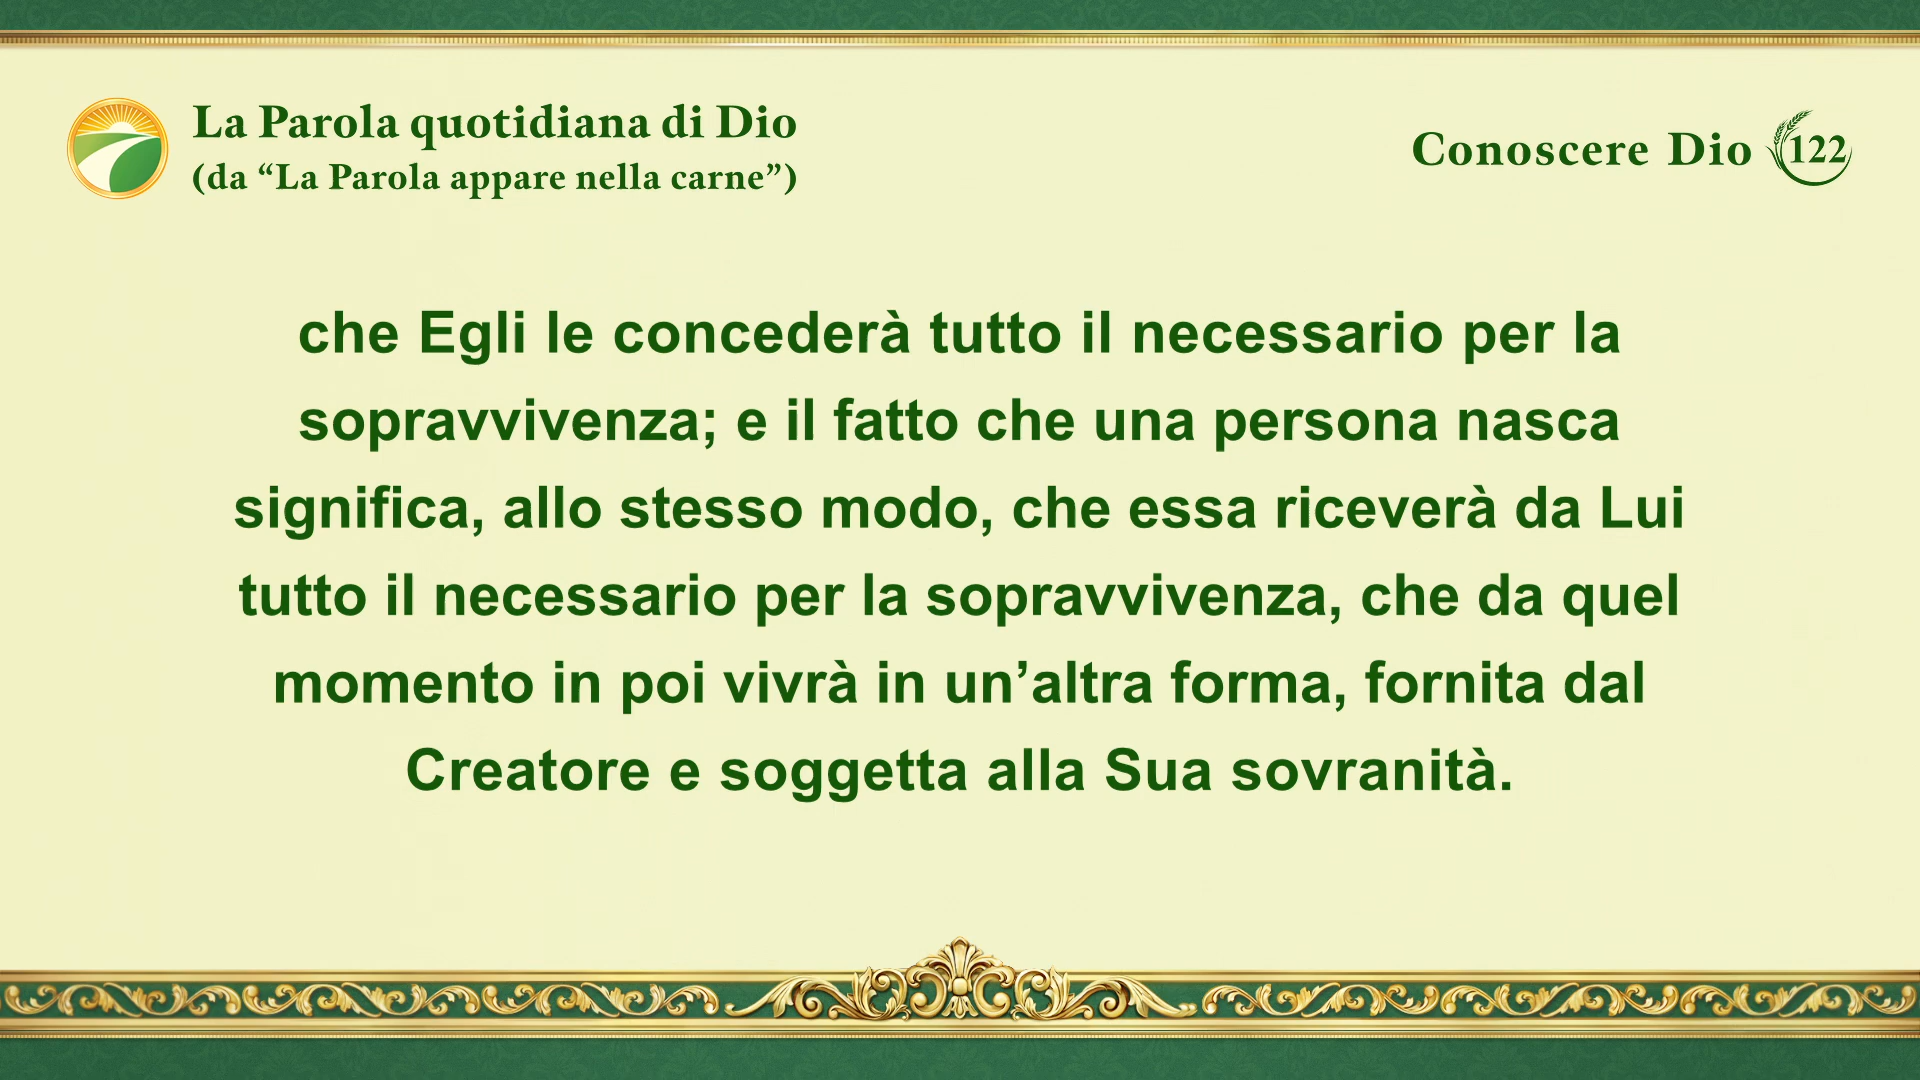 La Parola quotidiana di Dio
(da “La Parola appare nella carne”)
Conoscere Dio 122
che Egli le concederà tutto il necessario per la
sopravvivenza; e il fatto che una persona nasca
significa, allo stesso modo, che essa riceverà da Lui
tutto il necessario per la sopravvivenza, che da quel
momento in poi vivrà in un’altra forma, fornita dal
Creatore e soggetta alla Sua sovranità.